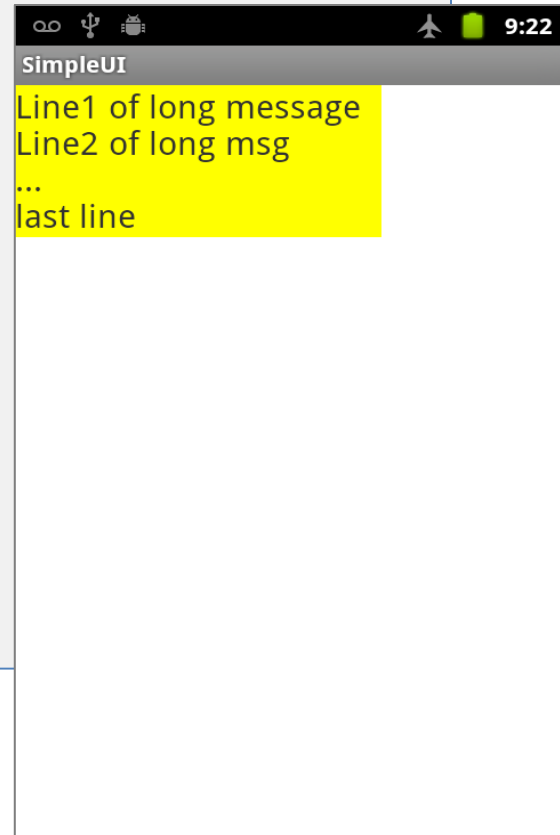 9:22
SimpleUI
Line1 of long message
Line2 of long msg
...
last line